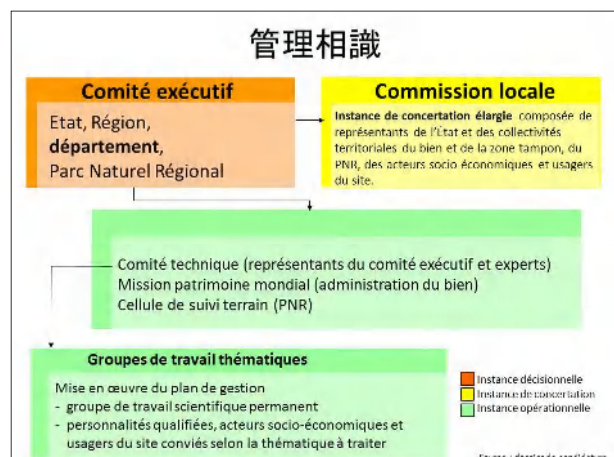 管理相識
Comité exécutif
Etat, Région,
département,
Parc Naturel Régional
Commission locale
Instance de concertation élargie composée de
représentants de l'État et des collectivités
territoriales du bien et de la zone tampon, du
PNR, des acteurs socio économiques et usagers
du site.
Comité technique (représentants du comité exécutif et experts)
Mission patrimoine mondial (administration du bien)
Cellule de suivi terrain (PNR)
Groupes de travail thématiques
Mise en œuvre du plan de gestion
- groupe de travail scientifique permanent
- personnalités qualifiées, acteurs socio-économiques et
usagers du site conviés selon la thématique à traiter
Instance décisionnelle
Instance de concertation
Instance opérationnelle